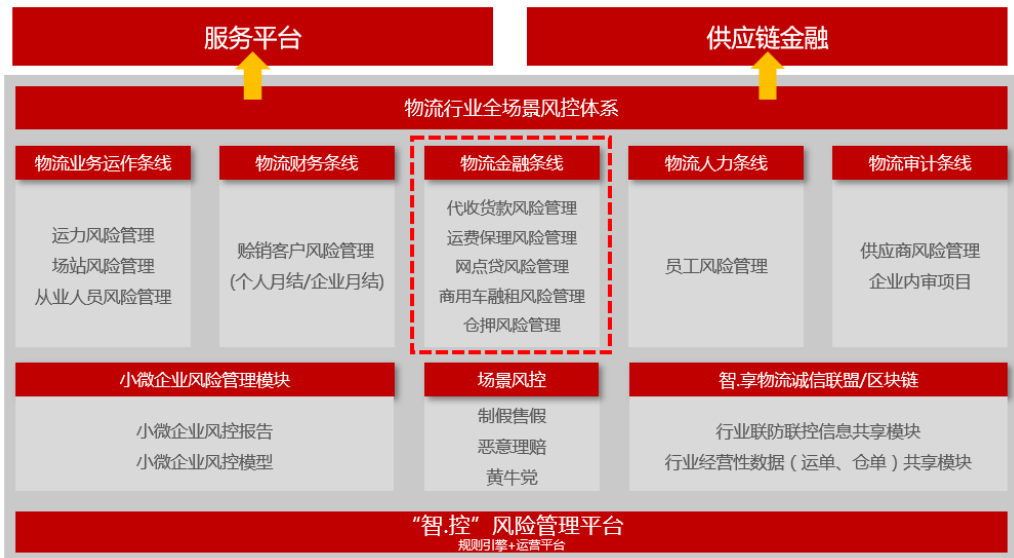 服务平台
供应链金融
物流行业全场景风控体系
物流业务运作条线
运力风险管理
场站风险管理
从业人员风险管理
物流财务条线
赊销客户风险管理
(个人月结/企业月结)
物流金融条线
代收货款风险管理
运费保理风险管理
网点贷风险管理
商用车融租风险管理
仓押风险管理
物流人力条线
员工风险管理
物流审计条线
供应商风险管理
企业内审项目
小微企业风险管理模块
小微企业风控报告
小微企业风控模型
场景风控
制假售假
恶意理赔
黄牛党
智.享物流诚信联盟/区块链
行业联防联控信息共享模块
行业经营性数据（运单、仓单）共享模块
“智.控”风险管理平台
规则引擎+运营平台